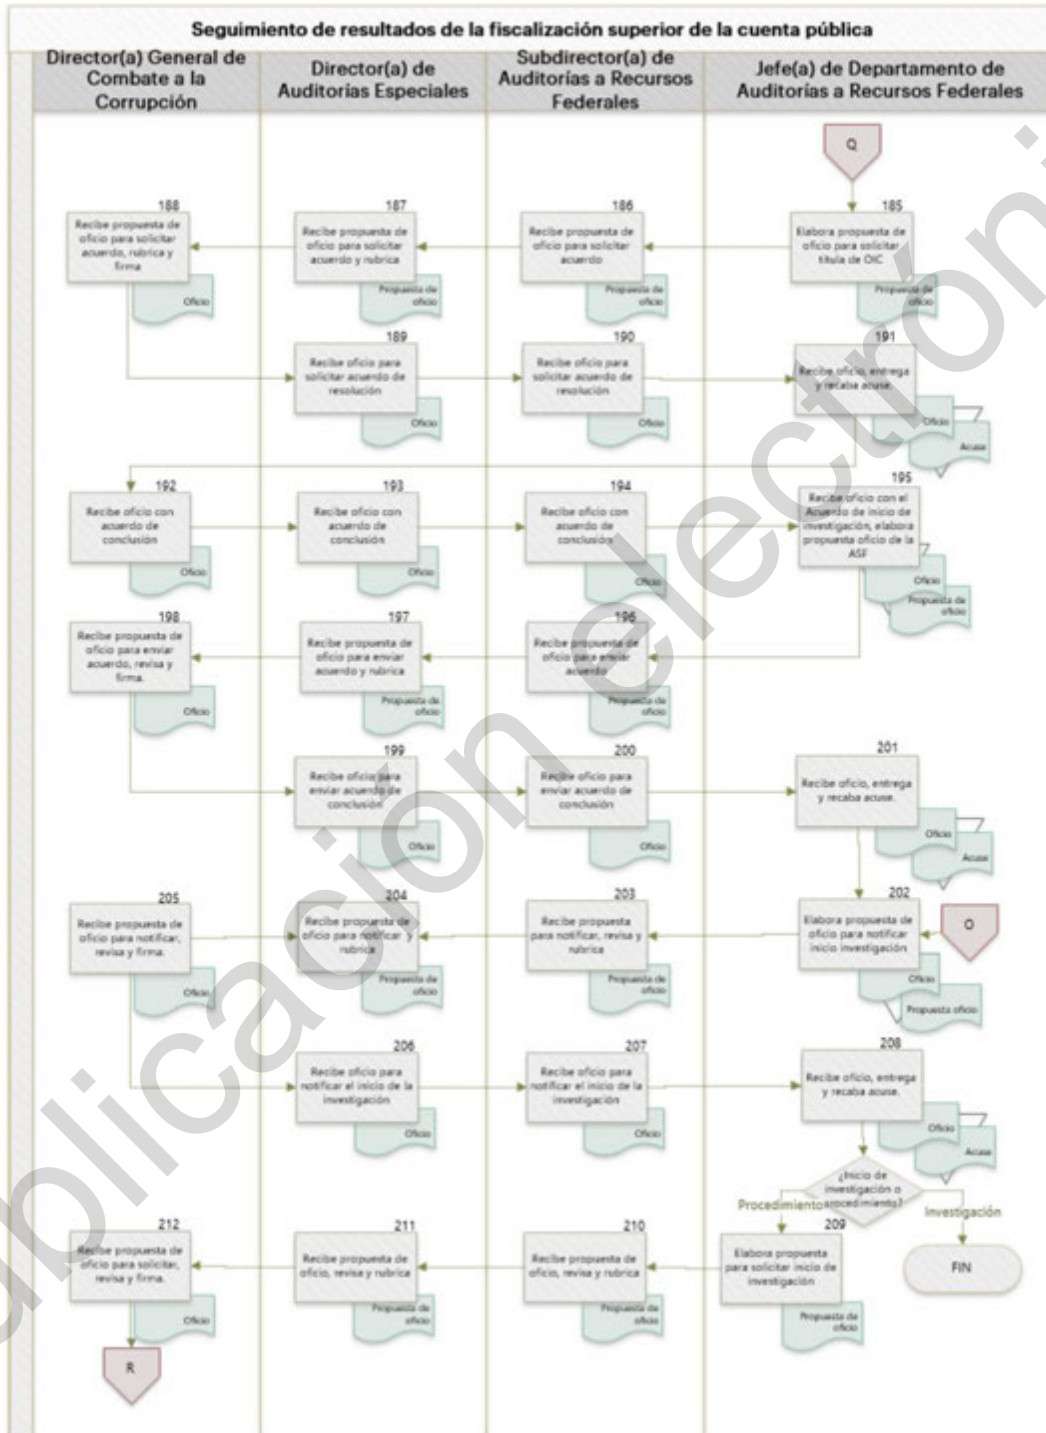 Seguimiento de resultados de la fiscalización superior de la cuenta pública
Director(a) General de
Combate a la
Corrupción
Director(a) de
Auditorías Especiales
Subdirector(a) de
Auditorías a Recursos
Federales
Jefe(a) de Departamento de
Auditorías a Recursos Federales
Q
188
Recibe propuesta de
oficio para solicitar
acuerdo, rubrica y
firma
Oficio
187
Recibe propuesta de
oficio para solicitar
acuerdo y rubrica
Propuesta de
oficio
186
Recibe propuesta de
oficio para solicitar
acuerdo
Propuesta de
oficio
185
Elabora propuesta de
oficio para solicitar
titula de OIC
Propuesta de
oficio
189
Recibe oficio para
solicitar acuerdo de
resolución
Oficio
190
Recibe oficio para
solicitar acuerdo de
resolución
Oficio
191
Recibe oficio, entrega
y recaba acuse.
Oficio
Acuse
192
Recibe oficio con
acuerdo de
conclusión
Oficio
193
Recibe oficio con
acuerdo de
conclusión
Oficio
194
Recibe oficio con
acuerdo de
conclusión
Oficio
195
Recibe oficio con el
Acuerdo de inicio de
investigación, elabora
propuesta oficio de la
ASF
Oficio
Propuesta de
oficio
198
Recibe propuesta de
oficio para enviar
acuerdo, revisa y
firma.
Oficio
197
Recibe propuesta de
oficio para enviar
acuerdo y rubrica
Propuesta de
oficio
196
Recibe propuesta de
oficio para enviar
acuerdo
Propuesta de
oficio
199
Recibe oficio para
enviar acuerdo de
conclusión
Oficio
200
Recibe oficio para
enviar acuerdo de
conclusión
Oficio
201
Recibe oficio, entrega
y recaba acuse.
Oficio
Acuse
205
Recibe propuesta de
oficio para notificar,
revisa y firma.
Oficio
204
Recibe propuesta de
oficio para notificar y
rubrica
Propuesta de
oficio
203
Recibe propuesta
para notificar, revisa y
rubrica
Propuesta de
oficio
202
Elabora propuesta de
oficio para notificar
inicio investigación
Oficio
Propuesta oficio
O
206
Recibe oficio para
notificar el inicio de la
investigación
Oficio
207
Recibe oficio para
notificar el inicio de la
investigación
Oficio
208
Recibe oficio, entrega
y recaba acuse.
Oficio
Acuse
¿Inicio de
investigación o
procedimiento?
Procedimiento
Investigación
212
Recibe propuesta de
oficio para solicitar,
revisa y firma.
Oficio
211
Recibe propuesta de
oficio, revisa y rubrica
Propuesta de
oficio
210
Recibe propuesta de
oficio, revisa y rubrica
Propuesta de
oficio
209
Elabora propuesta
para solicitar inicio de
investigación
Propuesta de
oficio
FIN
R
ublicación electróni